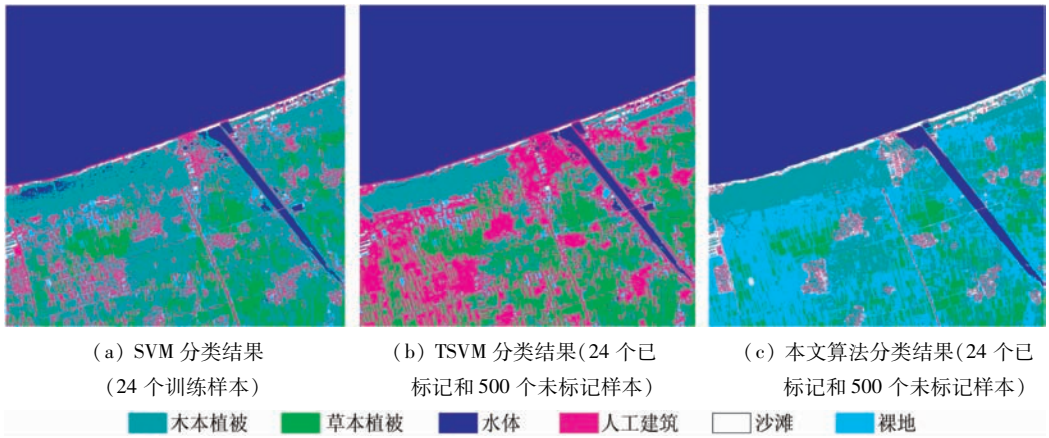 (a) SVM 分类结果
(24 个训练样本)
(b) TSVM 分类结果(24 个已
标记和 500 个未标记样本)
(c) 本文算法分类结果(24 个已
标记和 500 个未标记样本)
木本植被 草本植被 水体 人工建筑 沙滩 裸地